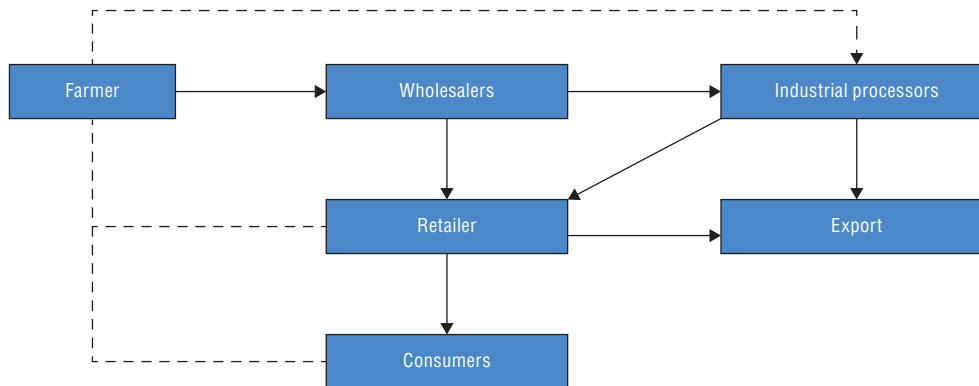 Farmer
Wholesalers
Industrial processors
Retailer
Export
Consumers